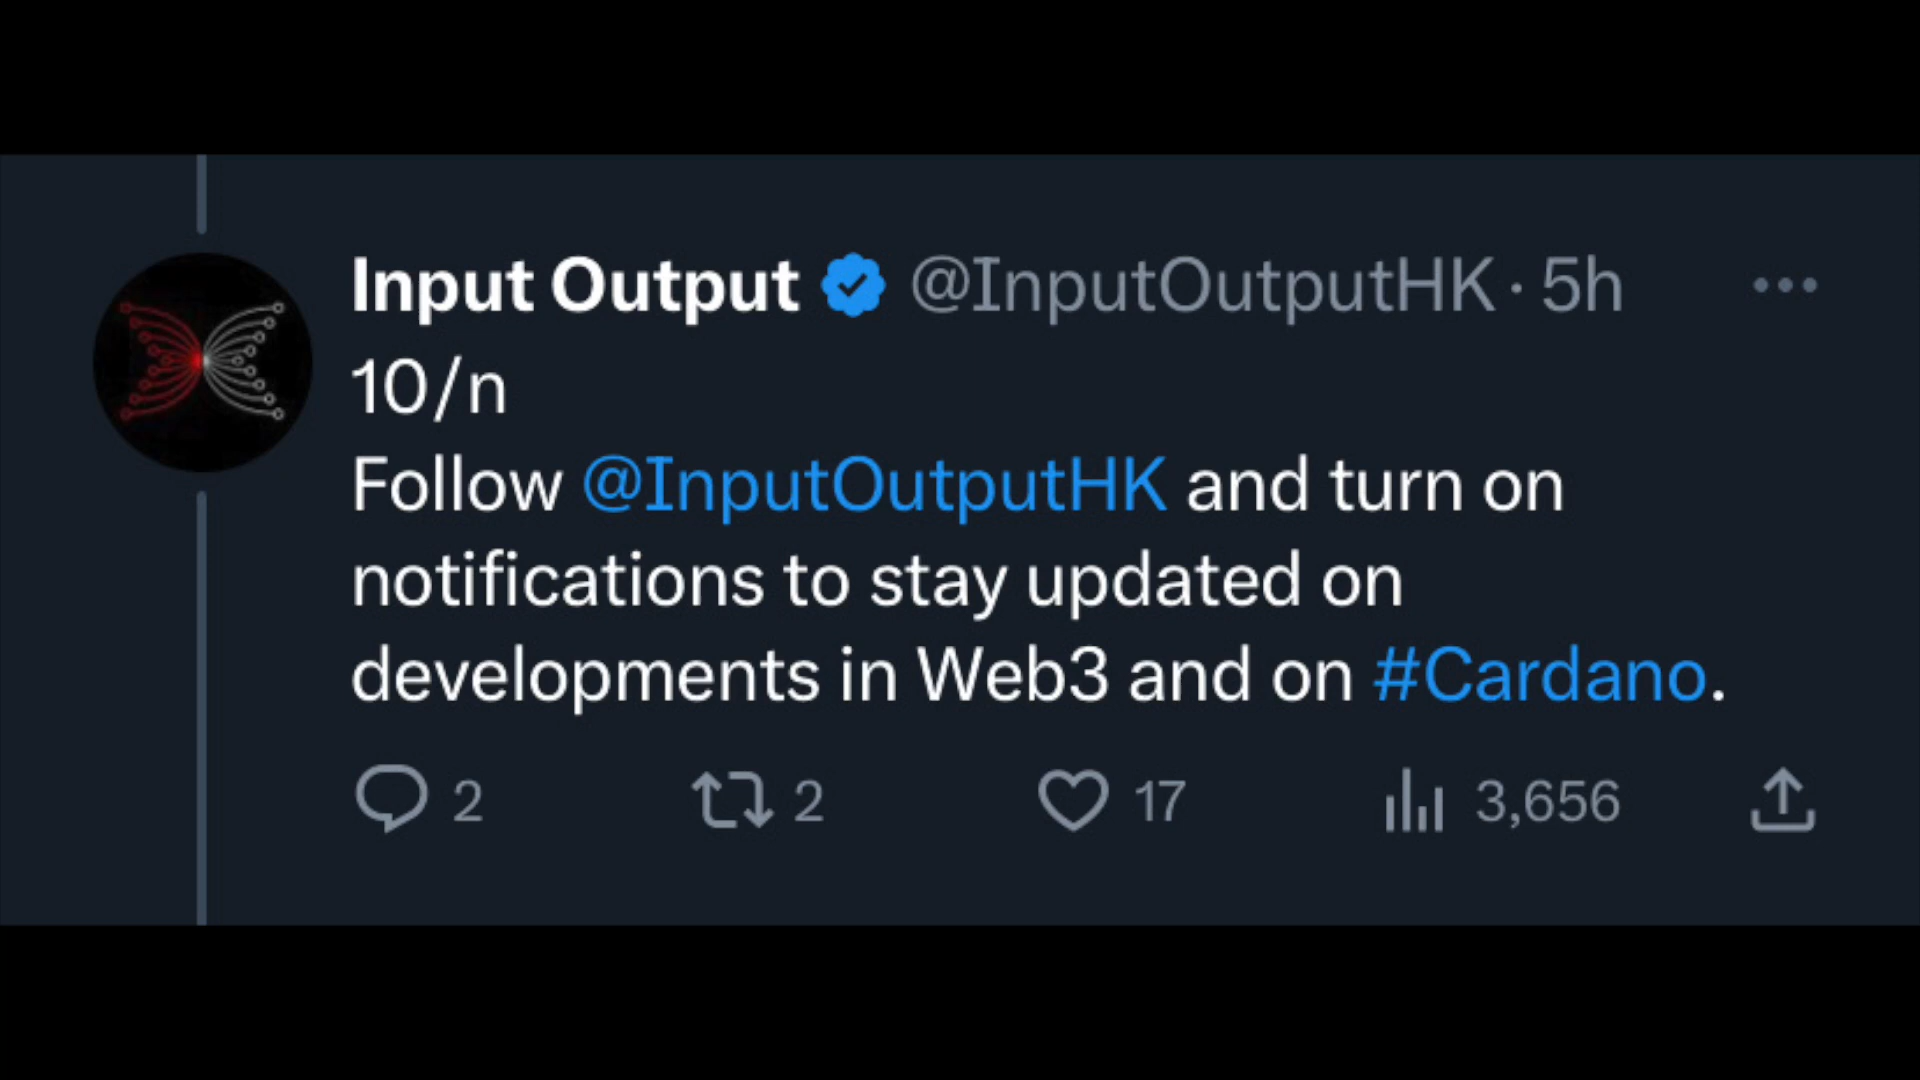 Input Output @InputOutputHK · 5h
10/n
Follow @InputOutputHK and turn on
notifications to stay updated on
developments in Web3 and on #Cardano.
2 2 17 3,656